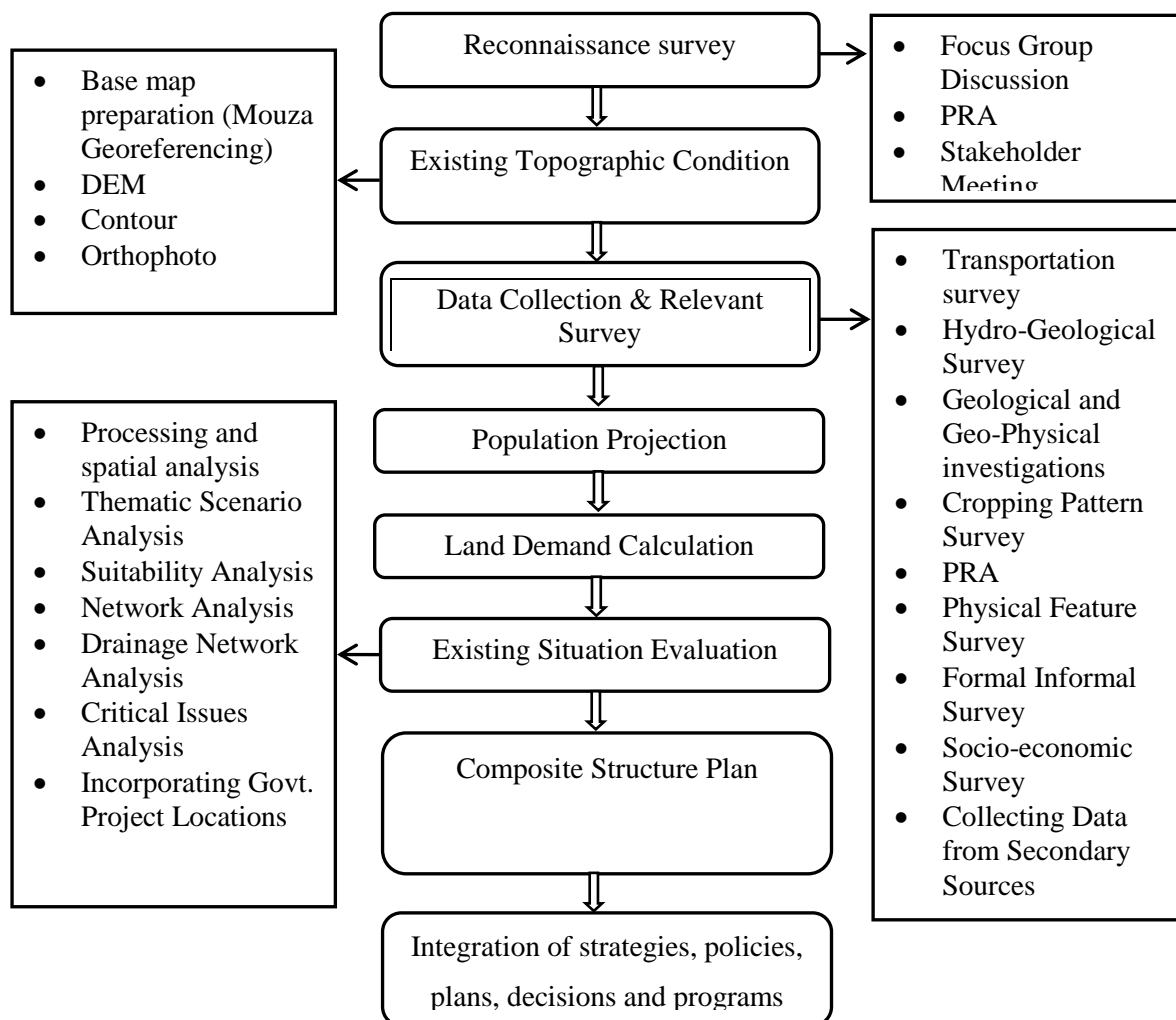 Reconnaissance survey
• Focus Group
Discussion
• PRA
• Stakeholder
Meeting
• Base map
preparation (Mouza
Georeferencing)
• DEM
• Contour
• Orthophoto
Existing Topographic Condition
Data Collection & Relevant
Survey
• Transportation
survey
• Hydro-Geological
Survey
• Geological and
Geo-Physical
investigations
• Cropping Pattern
Survey
• PRA
• Physical Feature
Survey
• Formal Informal
Survey
• Socio-economic
Survey
• Collecting Data
from Secondary
Sources
Population Projection
Land Demand Calculation
Existing Situation Evaluation
• Processing and
spatial analysis
• Thematic Scenario
Analysis
• Suitability Analysis
• Network Analysis
• Drainage Network
Analysis
• Critical Issues
Analysis
• Incorporating Govt.
Project Locations
Composite Structure Plan
Integration of strategies, policies,
plans, decisions and programs